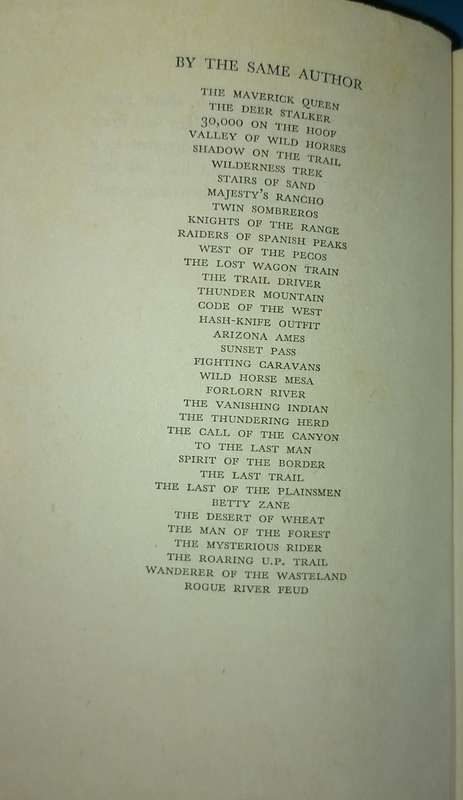 BY THE SAME AUTHOR
THE MAVERICK QUEEN
THE DEER STALKER
30,000 ON THE HOOF
VALLEY OF WILD HORSES
SHADOW ON THE TRAIL
WILDERNESS TREK
STAIRS OF SAND
MAJESTY'S RANCHO
TWIN SOMBREROS
KNIGHTS OF THE RANGE
RAIDERS OF SPANISH PEAKS
WEST OF THE PECOS
THE LOST WAGON TRAIN
THE TRAIL DRIVER
THUNDER MOUNTAIN
CODE OF THE WEST
HASH-KNIFE OUTFIT
ARIZONA AMES
SUNSET PASS
FIGHTING CARAVANS
WILD HORSE MESA
FORLORN RIVER
THE VANISHING INDIAN
THE THUNDERING HERD
THE CALL OF THE CANYON
TO THE LAST MAN
SPIRIT OF THE BORDER
THE LAST TRAIL
THE LAST OF THE PLAINSMEN
BETTY ZANE
THE DESERT OF WHEAT
THE MAN OF THE FOREST
THE MYSTERIOUS RIDER
THE ROARING U.P. TRAIL
WANDERER OF THE WASTELAND
ROGUE RIVER FEUD